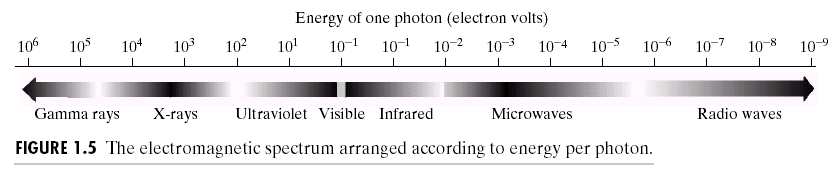 Energy of one photon (electron volts)
10⁶ 10⁵ 10⁴ 10³ 10² 10¹ 10⁻¹ 10⁻¹ 10⁻² 10⁻³ 10⁻⁴ 10⁻⁵ 10⁻⁶ 10⁻⁷ 10⁻⁸ 10⁻⁹
Gamma rays X-rays Ultraviolet Visible Infrared Microwaves Radio waves
FIGURE 1.5 The electromagnetic spectrum arranged according to energy per photon.